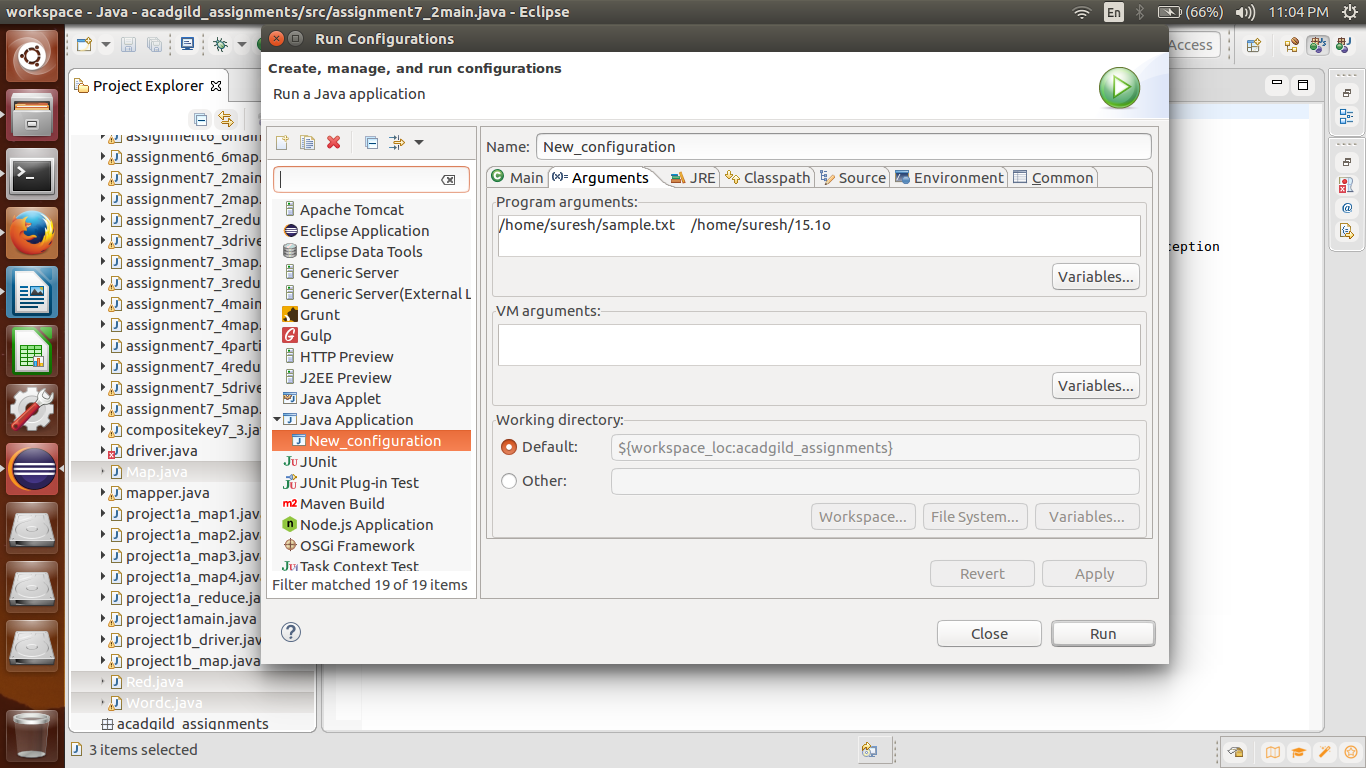 workspace - Java - acadgild_assignments/src/assignment7_2main.java - Eclipse
En
(66%)
11:04 PM
Run Configurations
Access
Create, manage, and run configurations
Run a Java application
Project Explorer
Name: New_configuration
Main
(x)= Arguments
JRE
Classpath
Source
Environment
Common
Program arguments:
/home/suresh/sample.txt /home/suresh/15.1o
Variables...
VM arguments:
Variables...
Working directory:
Default: ${workspace_loc:acadgild_assignments}
Other:
Workspace... File System... Variables...
Revert Apply
Close Run
Apache Tomcat
Eclipse Application
Eclipse Data Tools
Generic Server
Generic Server(External L
Grunt
Gulp
HTTP Preview
J2EE Preview
Java Applet
Java Application
New_configuration
JUnit
JUnit Plug-in Test
Maven Build
Node.js Application
OSGi Framework
Task Context Test
Filter matched 19 of 19 items
assignment6_6main
assignment6_6map.
assignment7_2main
assignment7_2map.
assignment7_2redu
assignment7_3drive
assignment7_3map.
assignment7_3redu
assignment7_4main
assignment7_4map.
assignment7_4parti
assignment7_4redu
assignment7_5drive
assignment7_5map.
compositekey7_3.ja
driver.java
Map.java
mapper.java
project1a_map1.jav
project1a_map2.jav
project1a_map3.jav
project1a_map4.jav
project1a_reduce.ja
project1amain.java
project1b_driver.jav
project1b_map.java
Red.java
Wordc.java
acadgild_assignments
ception
3 items selected